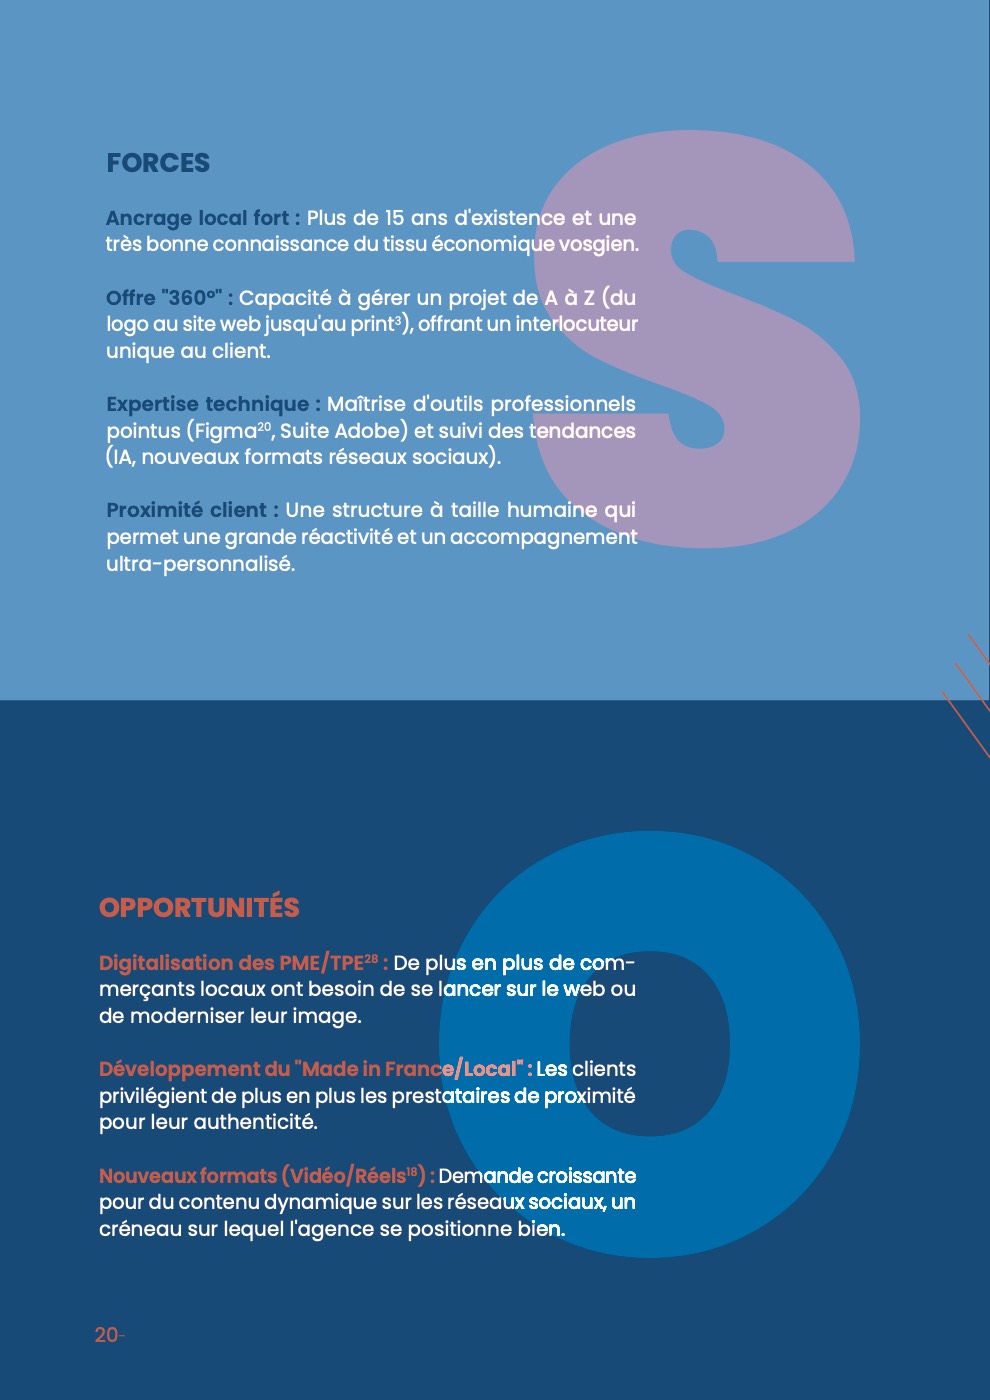 FORCES
Ancrage local fort : Plus de 15 ans d'existence et une
très bonne connaissance du tissu économique vosgien.
Offre "360°" : Capacité à gérer un projet de A à Z (du
logo au site web jusqu'au print³), offrant un interlocuteur
unique au client.
Expertise technique : Maîtrise d'outils professionnels
pointus (Figma²⁰, Suite Adobe) et suivi des tendances
(IA, nouveaux formats réseaux sociaux).
Proximité client : Une structure à taille humaine qui
permet une grande réactivité et un accompagnement
ultra-personnalisé.
S
OPPORTUNITÉS
Digitalisation des PME/TPE²⁸ : De plus en plus de com-
merçants locaux ont besoin de se lancer sur le web ou
de moderniser leur image.
Développement du "Made in France/Local" : Les clients
privilégient de plus en plus les prestataires de proximité
pour leur authenticité.
Nouveaux formats (Vidéo/Réels¹⁸) : Demande croissante
pour du contenu dynamique sur les réseaux sociaux, un
créneau sur lequel l'agence se positionne bien.
O
20-